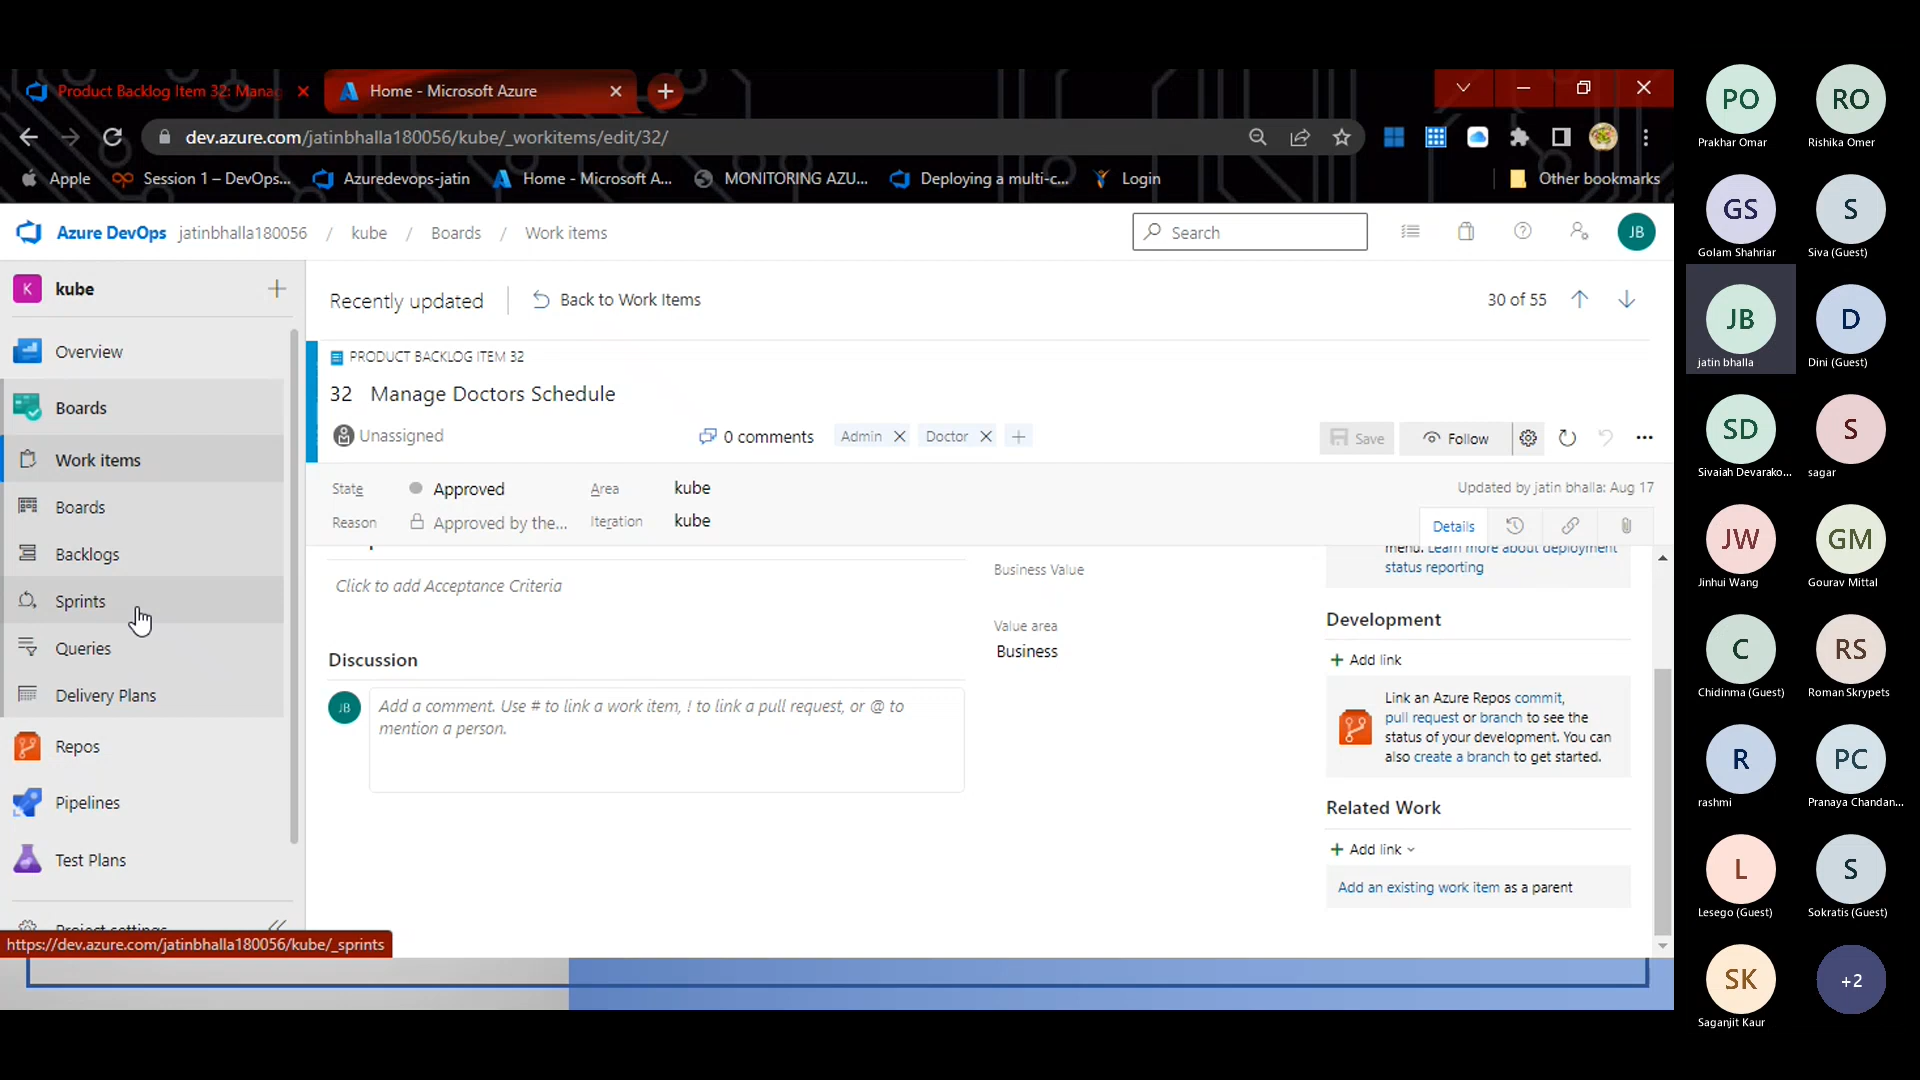 Product Backlog Item 32: Manag
Home - Microsoft Azure
dev.azure.com/jatinbhalla180056/kube/_workitems/edit/32/
Apple
Session 1 – DevOps...
Azuredevops-jatin
Home - Microsoft A...
MONITORING AZU...
Deploying a multi-c...
Login
Other bookmarks
Azure DevOps jatinbhalla180056 / kube / Boards / Work items
Search
JB
K kube
Overview
Boards
Work items
Boards
Backlogs
Sprints
Queries
Delivery Plans
Repos
Pipelines
Test Plans
Project settings
https://dev.azure.com/jatinbhalla180056/kube/_sprints
Recently updated
Back to Work Items
30 of 55
PRODUCT BACKLOG ITEM 32
32 Manage Doctors Schedule
Unassigned
0 comments
Admin
Doctor
Save
Follow
State Approved
Area kube
Updated by jatin bhalla: Aug 17
Reason Approved by the...
Iteration kube
Details
Click to add Acceptance Criteria
Discussion
JB
Add a comment. Use # to link a work item, ! to link a pull request, or @ to
mention a person.
Business Value
Value area
Business
menu. Learn more about deployment
status reporting
Development
+ Add link
Link an Azure Repos commit,
pull request or branch to see the
status of your development. You can
also create a branch to get started.
Related Work
+ Add link
Add an existing work item as a parent
PO
Prakhar Omar
RO
Rishika Omer
GS
Golam Shahriar
S
Siva (Guest)
JB
jatin bhalla
D
Dini (Guest)
SD
Sivaiah Devarako...
S
sagar
JW
Jinhui Wang
GM
Gourav Mittal
C
Chidinma (Guest)
RS
Roman Skrypets
R
rashmi
PC
Pranaya Chandan...
L
Lesego (Guest)
S
Sokratis (Guest)
SK
Saganjit Kaur
+2